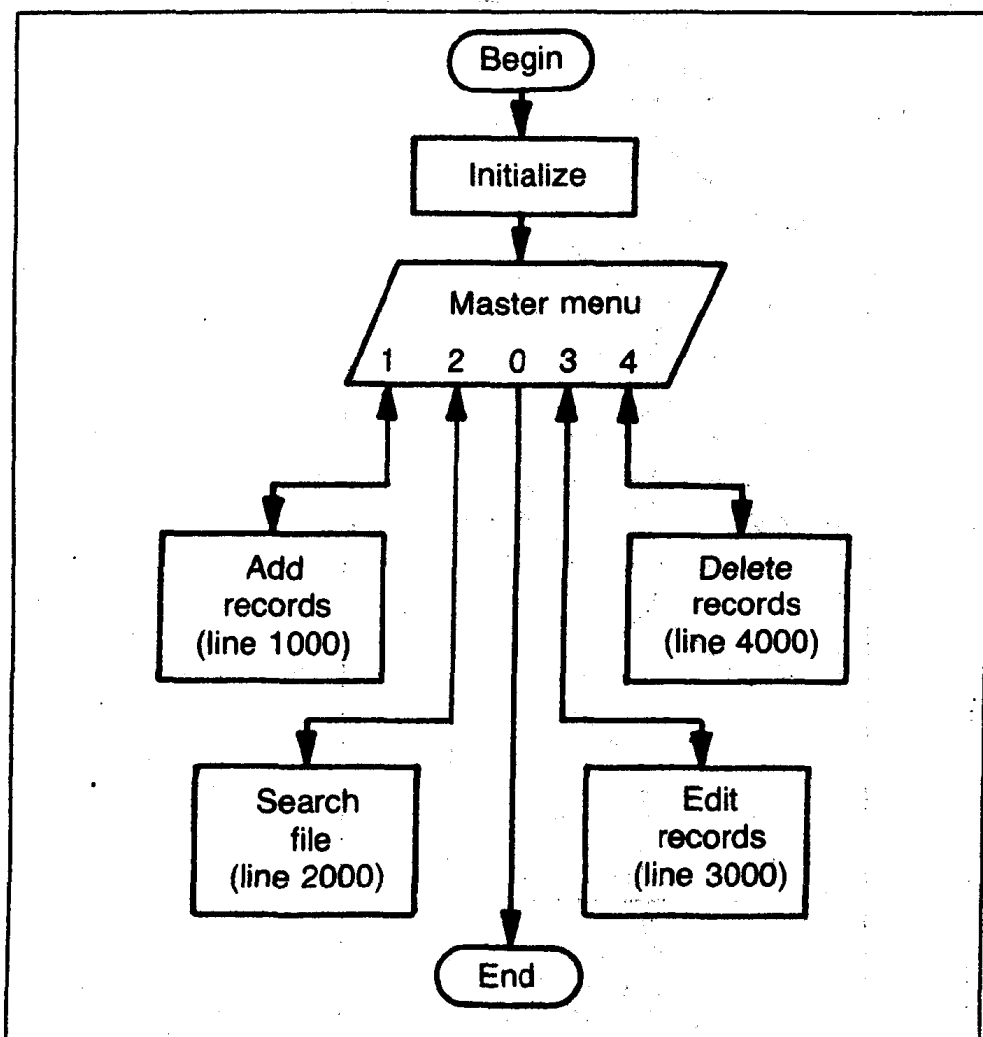 Begin
Initialize
Master menu
1 2 0 3 4
Add
records
(line 1000)
Delete
records
(line 4000)
Search
file
(line 2000)
Edit
records
(line 3000)
End